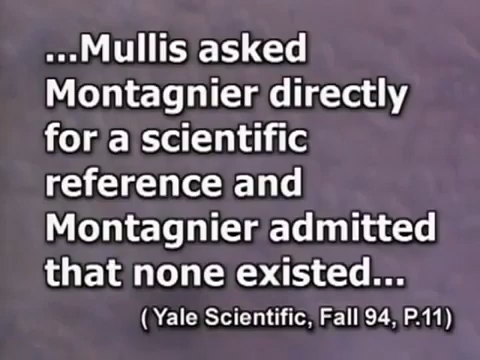 ...Mullis asked
Montagnier directly
for a scientific
reference and
Montagnier admitted
that none existed...
( Yale Scientific, Fall 94, P.11)